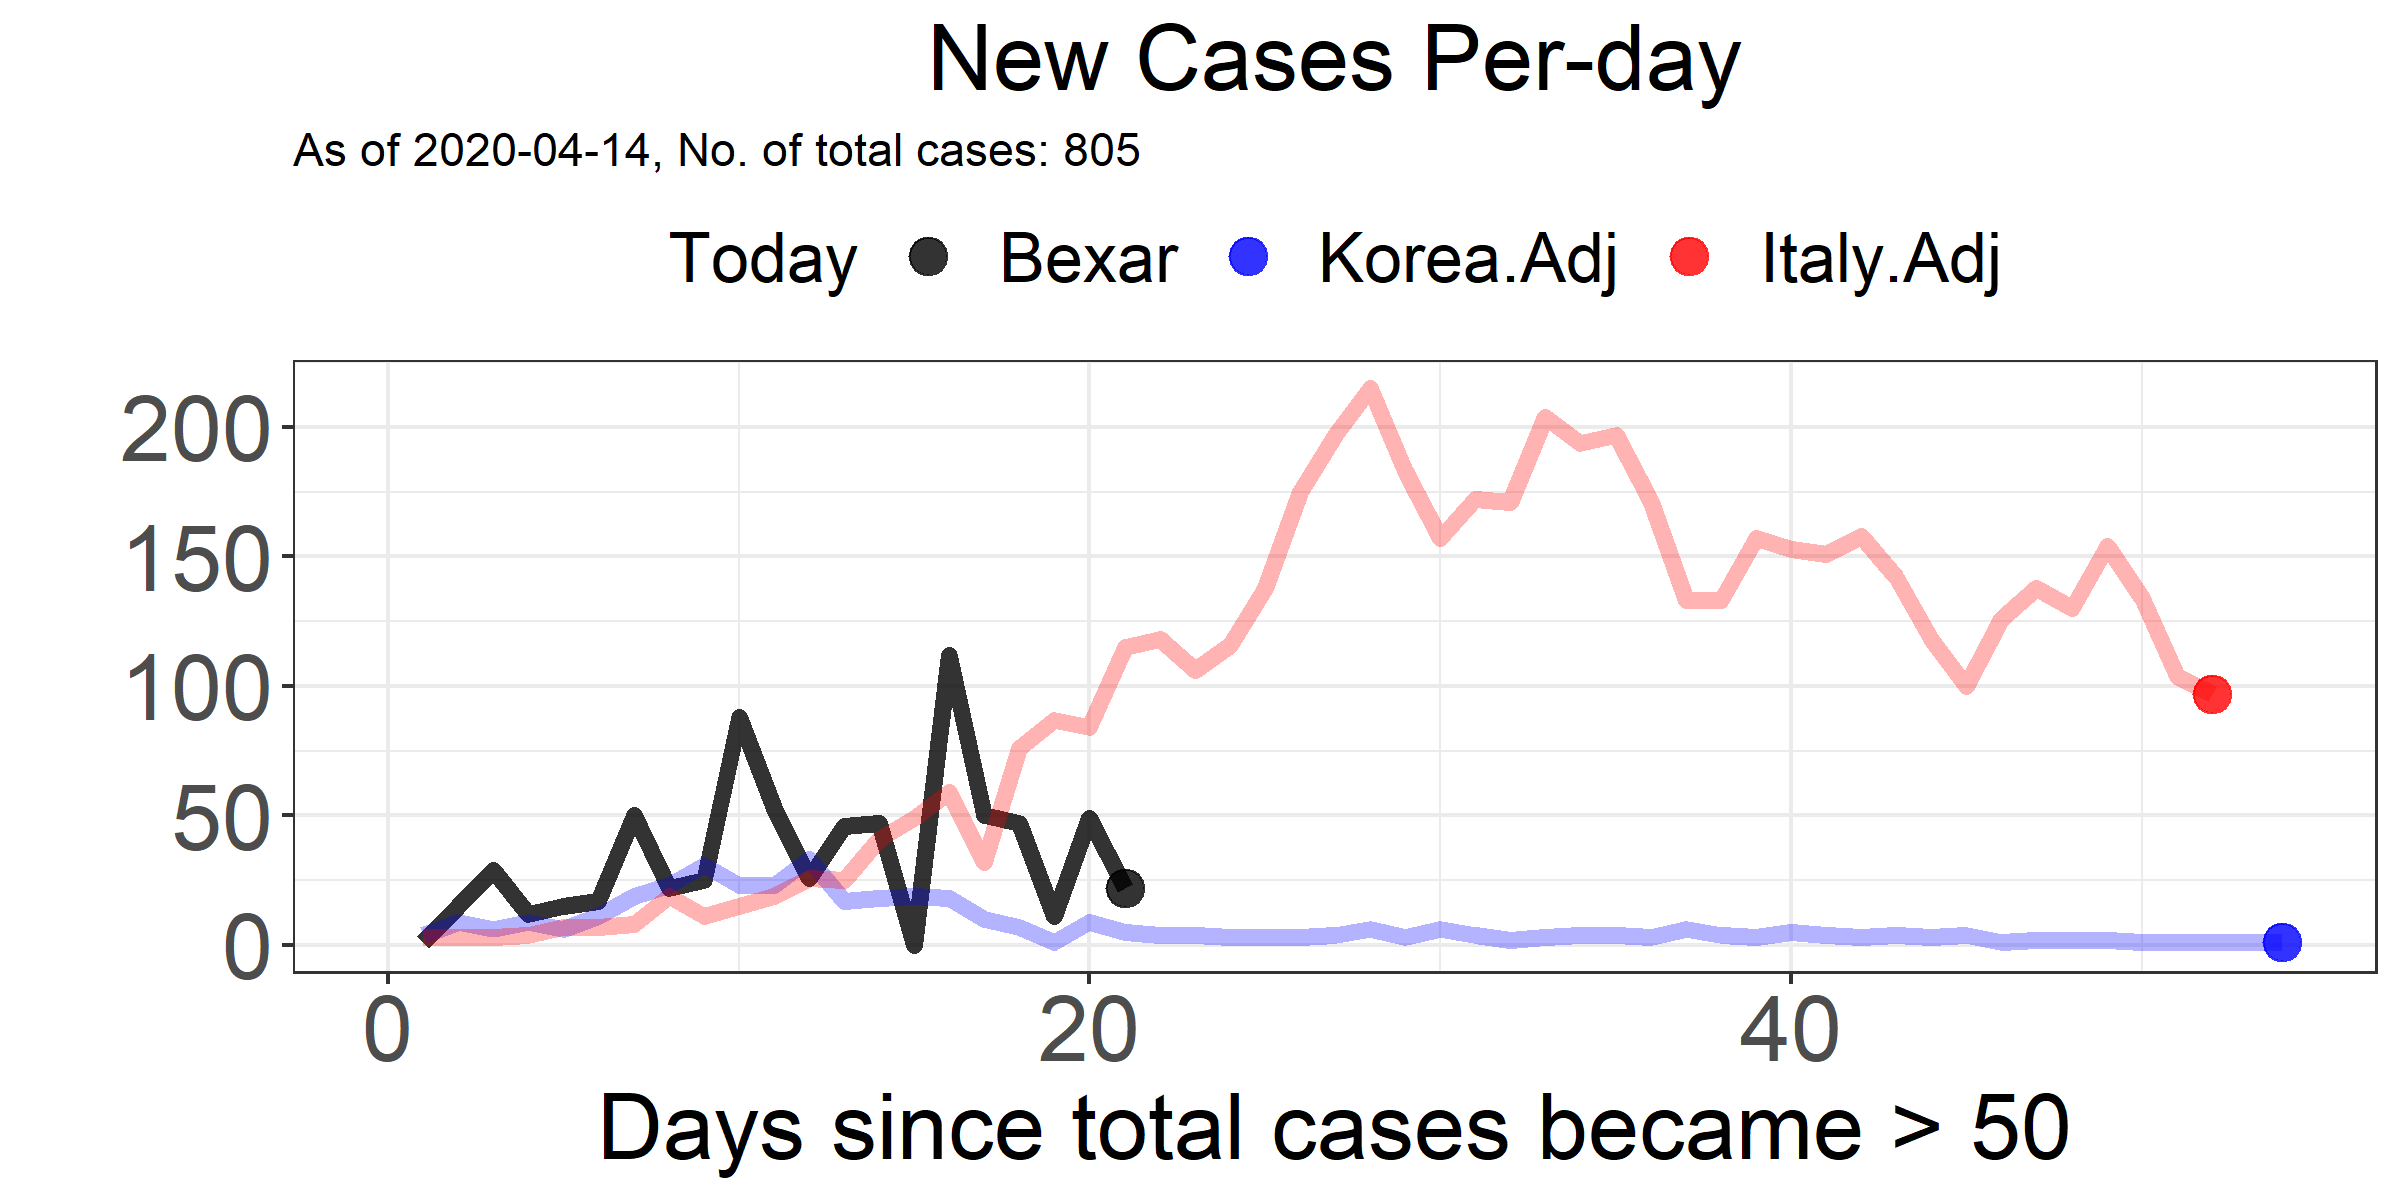 New Cases Per-day
As of 2020-04-14, No. of total cases: 805
Today Bexar Korea.Adj Italy.Adj
200
150
100
50
0
0 20 40
Days since total cases became > 50